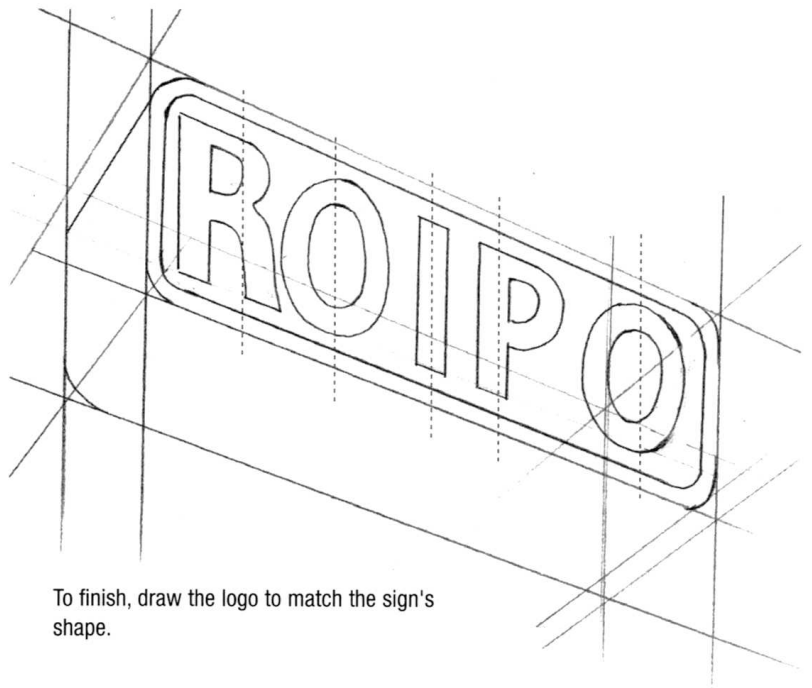 ROIPO
To finish, draw the logo to match the sign's
shape.